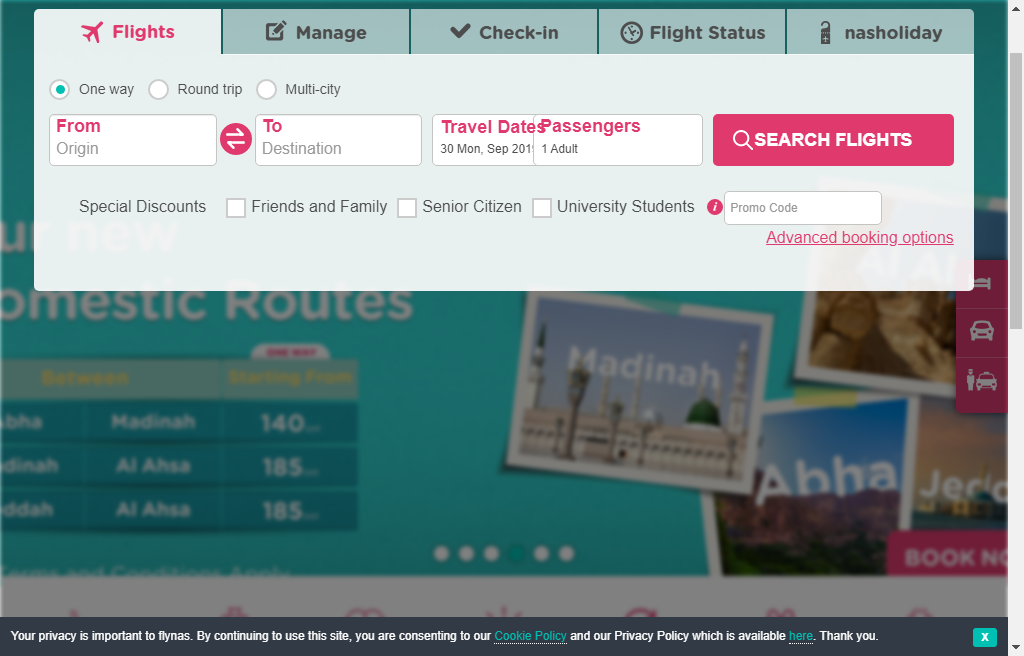 Flights
Manage
Check-in
Flight Status
nasholiday
One way
Round trip
Multi-city
From
Origin
To
Destination
Travel Dates
30 Mon, Sep 201
Passengers
1 Adult
SEARCH FLIGHTS
Special Discounts
Friends and Family
Senior Citizen
University Students
Promo Code
Advanced booking options
ur new
Al Al
omestic Routes
ONE WAY
Between
Starting From
Abha Madinah 140
dinah Al Ahsa 185
ddah Al Ahsa 185
Madinah
Abha
Jedd
BOOK NO
Terms and Conditions Apply
Your privacy is important to flynas. By continuing to use this site, you are consenting to our Cookie Policy and our Privacy Policy which is available here. Thank you.
X